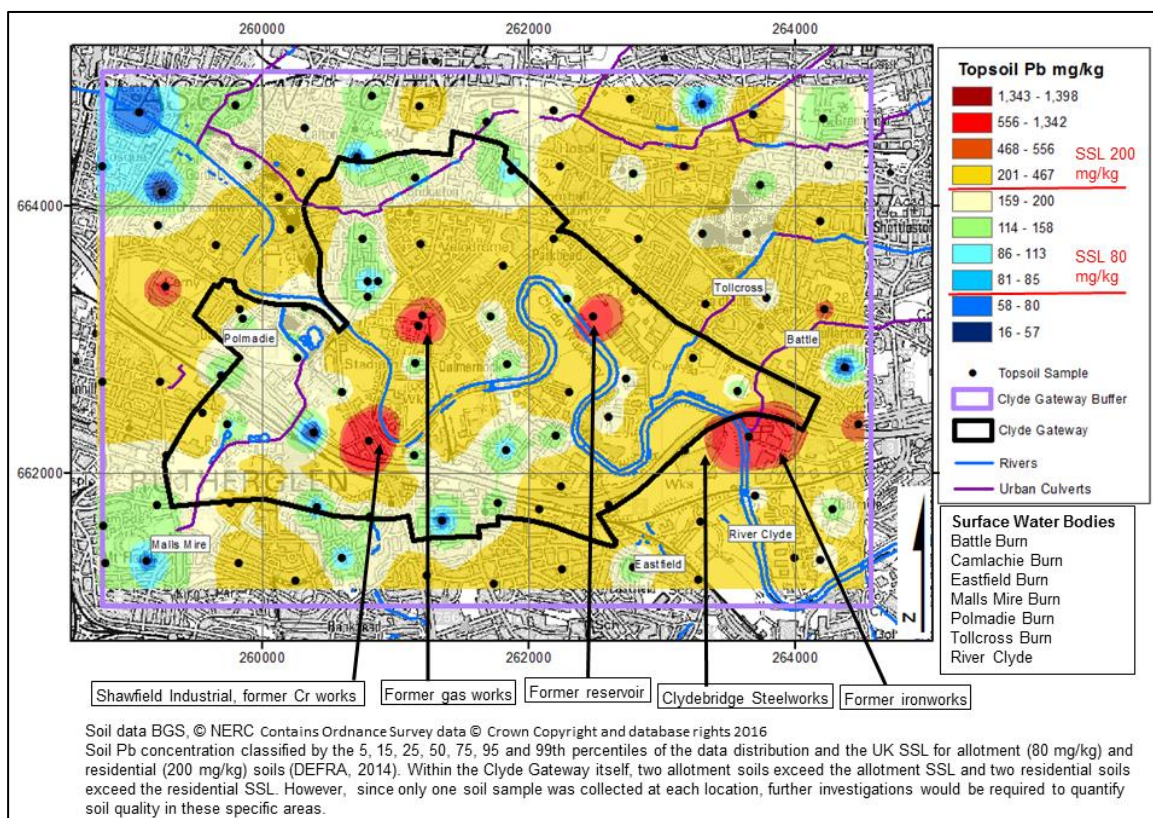 260000 262000 264000
664000
662000
260000 262000 264000
Polmadie
Malls Mire
Tollcross
Battle
River Clyde
Eastfield
RUTHERGLEN
N
Topsoil Pb mg/kg
1,343 - 1,398
556 - 1,342
468 - 556
201 - 467
159 - 200
114 - 158
86 - 113
81 - 85
58 - 80
16 - 57
SSL 200
mg/kg
SSL 80
mg/kg
Topsoil Sample
Clyde Gateway Buffer
Clyde Gateway
Rivers
Urban Culverts
Surface Water Bodies
Battle Burn
Camlachie Burn
Eastfield Burn
Malls Mire Burn
Polmadie Burn
Tollcross Burn
River Clyde
Shawfield Industrial, former Cr works
Former gas works
Former reservoir
Clydebridge Steelworks
Former ironworks
Soil data BGS, © NERC Contains Ordnance Survey data © Crown Copyright and database rights 2016
Soil Pb concentration classified by the 5, 15, 25, 50, 75, 95 and 99th percentiles of the data distribution and the UK SSL for allotment (80 mg/kg) and
residential (200 mg/kg) soils (DEFRA, 2014). Within the Clyde Gateway itself, two allotment soils exceed the allotment SSL and two residential soils
exceed the residential SSL. However, since only one soil sample was collected at each location, further investigations would be required to quantify
soil quality in these specific areas.